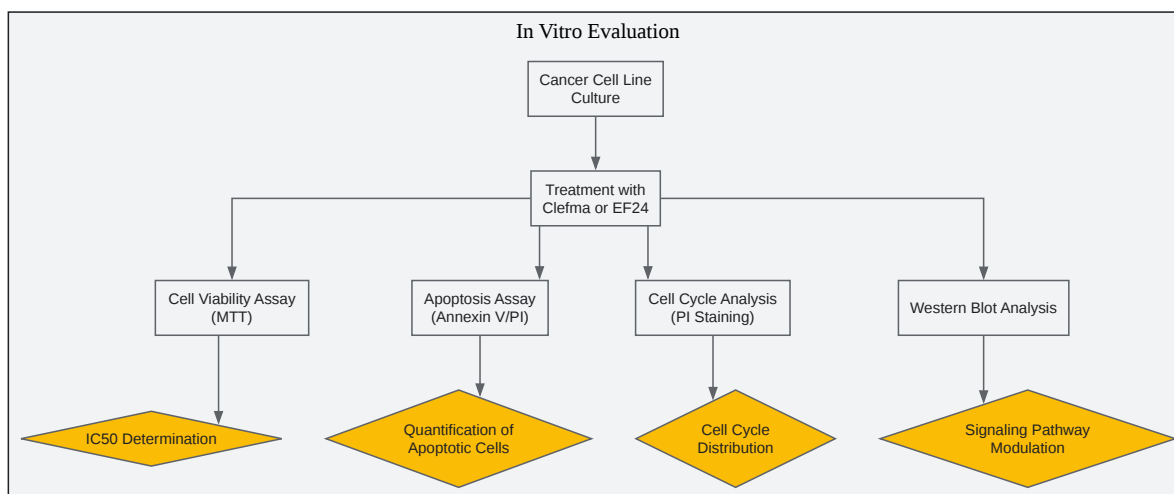 In Vitro Evaluation
Cancer Cell Line
Culture
Treatment with
Clefma or EF24
Cell Viability Assay
(MTT)
Apoptosis Assay
(Annexin V/PI)
Cell Cycle Analysis
(PI Staining)
Western Blot Analysis
IC50 Determination
Quantification of
Apoptotic Cells
Cell Cycle
Distribution
Signaling Pathway
Modulation